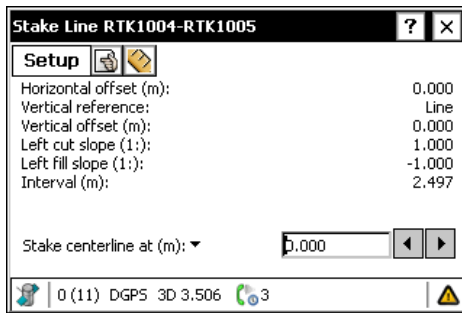 Stake Line RTK1004-RTK1005 ? ×
Setup
Horizontal offset (m): 0.000
Vertical reference: Line
Vertical offset (m): 0.000
Left cut slope (1:): 1.000
Left fill slope (1:): -1.000
Interval (m): 2.497
Stake centerline at (m): 0.000
0 (11) DGPS 3D 3.506 3